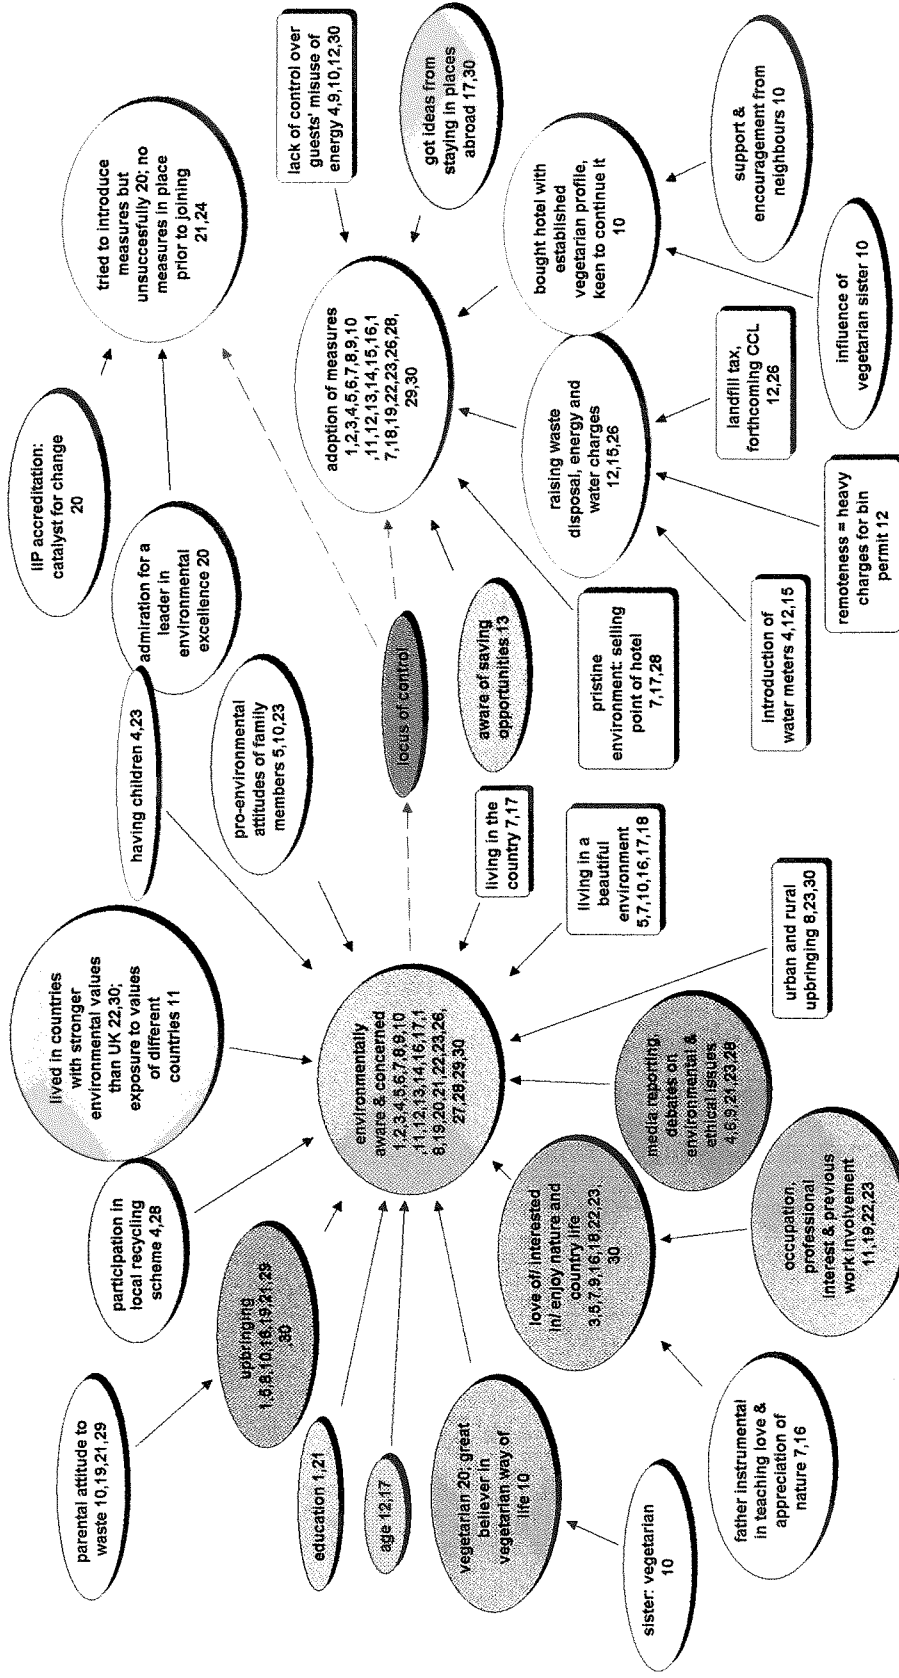 parental attitude to
waste 10,19,21,29
participation in
local recycling
scheme 4,28
lived in countries
with stronger
environmental values
than UK 22,30;
exposure to values
of different
countries 11
having children 4,23
admiration for a
leader in
environmental
excellence 20
IIP accreditation:
catalyst for change
20
tried to introduce
measures but
unsuccesfully 20; no
measures in place
prior to joining
21,24
upbringing
1,5,8,10,16,19,21,29
,30
pro-environmental
attitudes of family
members 5,10,23
lack of control over
guests' misuse of
energy 4,9,10,12,30
education 1,21
age 12,17
environmentally
aware & concerned
1,2,3,4,5,6,7,8,9,10
,11,12,13,14,16,17,1
8,19,20,21,22,23,26,
27,28,29,30
locus of control
adoption of measures
1,2,3,4,5,6,7,8,9,10
,11,12,13,14,15,16,1
7,18,19,22,23,26,28,
29,30
got ideas from
staying in places
abroad 17,30
vegetarian 20; great
believer in
vegetarian way of
life 10
living in the
country 7,17
aware of saving
opportunities 13
love of/ interested
in/ enjoy nature and
country life
3,5,7,9,16,18,22,23,
30
media reporting,
debates on
environmental &
ethical issues
4,6,9,21,23,28
living in a
beautiful
environment
5,7,10,16,17,18
pristine
environment: selling
point of hotel
7,17,28
raising waste
disposal, energy and
water charges
12,15,26
bought hotel with
established
vegetarian profile,
keen to continue it
10
sister: vegetarian
10
father instrumental
in teaching love &
appreciation of
nature 7,16
occupation,
professional
interest & previous
work involvement
11,19,22,23
urban and rural
upbringing 8,23,30
introduction of
water meters 4,12,15
remoteness = heavy
charges for bin
permit 12
landfill tax,
forthcoming CCL
12,26
influence of
vegetarian sister 10
support &
encouragement from
neighbours 10